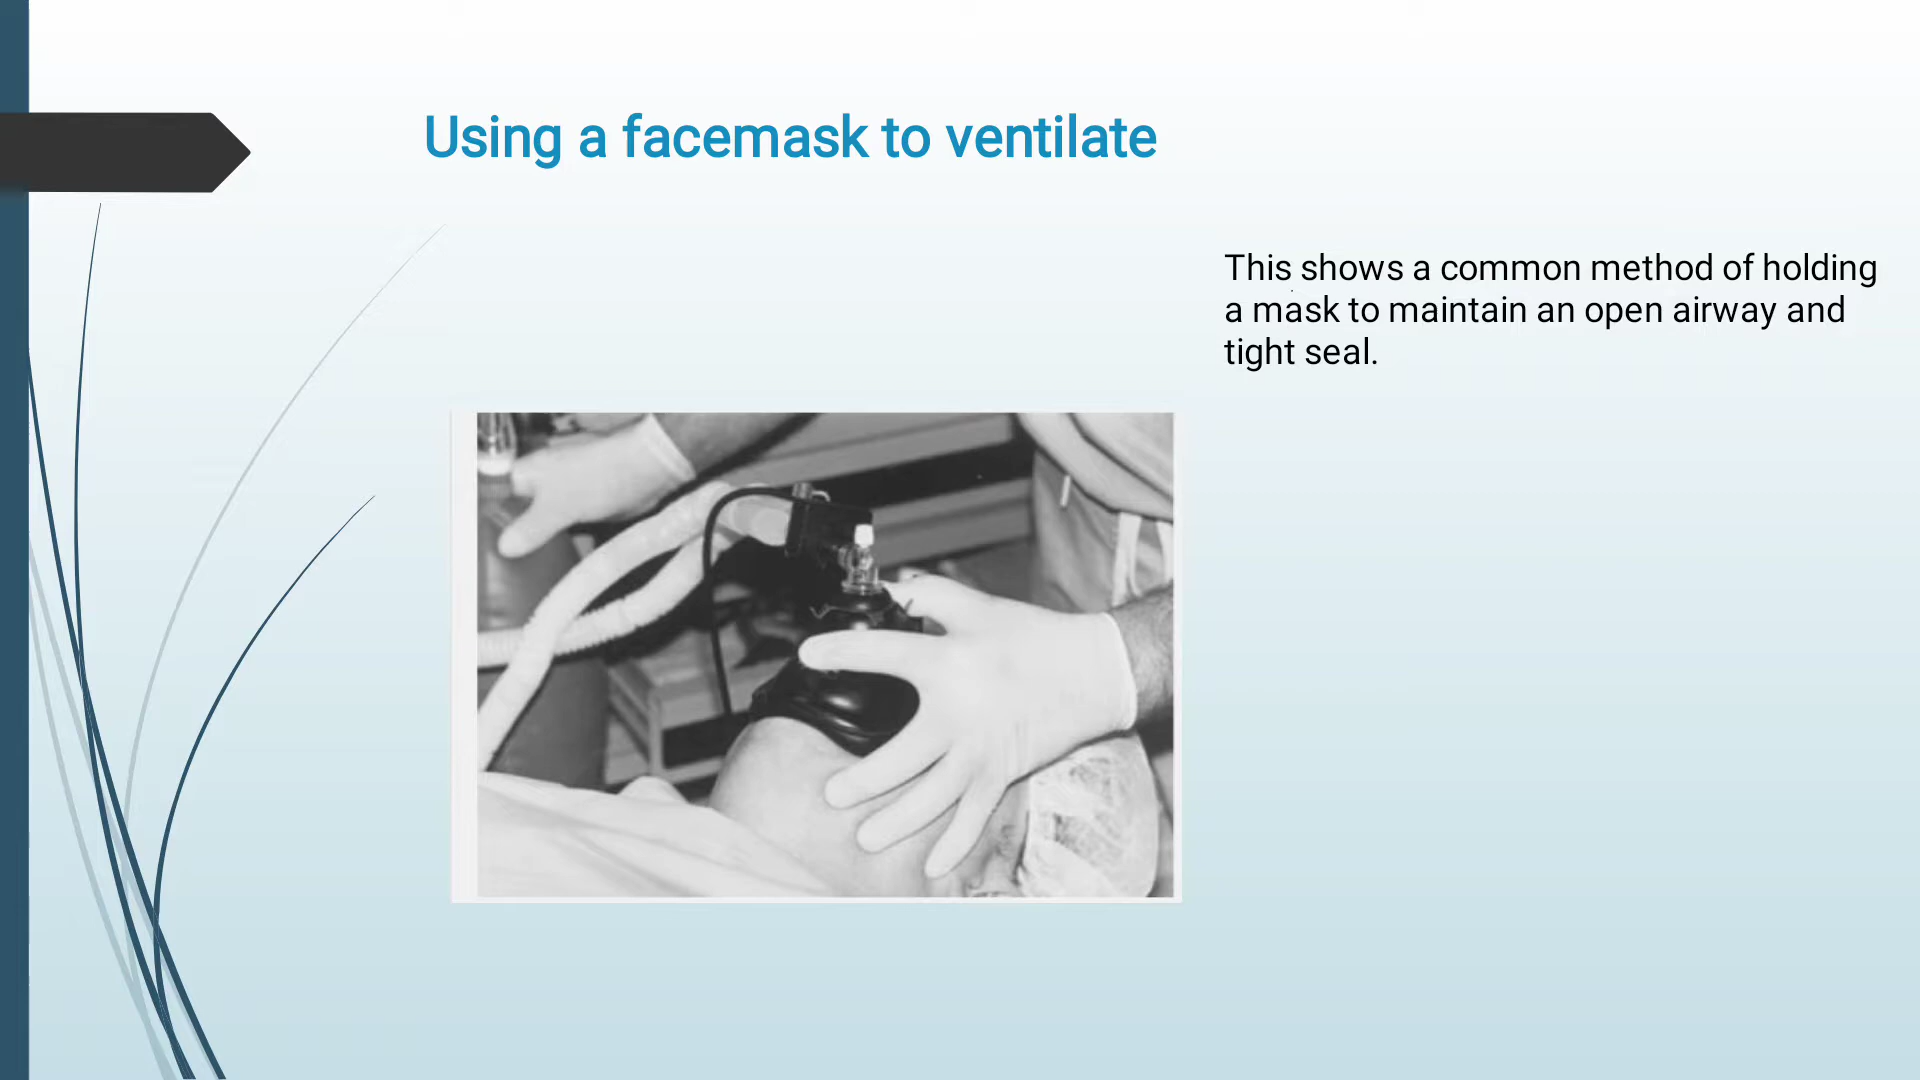 Using a facemask to ventilate
This shows a common method of holding
a mask to maintain an open airway and
tight seal.